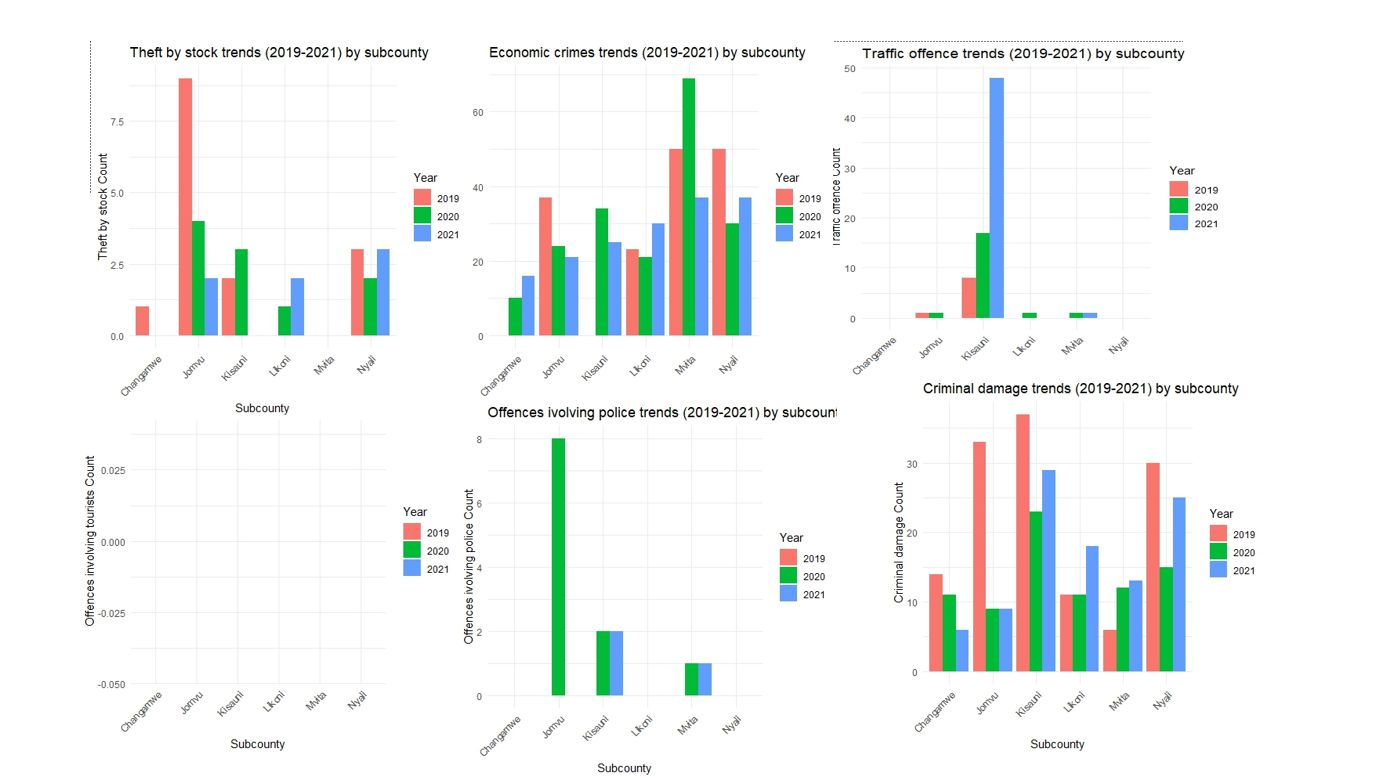 Theft by stock trends (2019-2021) by subcounty
Theft by stock Count
7.5
5.0
2.5
0.0
Changamwe
Jomvu
Kisauni
Likoni
Mvita
Nyali
Subcounty
Year
2019
2020
2021
Economic crimes trends (2019-2021) by subcounty
60
40
20
0
Changamwe
Jomvu
Kisauni
Likoni
Mvita
Nyali
Year
2019
2020
2021
Traffic offence trends (2019-2021) by subcounty
Traffic offence Count
50
40
30
20
10
0
Changamwe
Jomvu
Kisauni
Likoni
Mvita
Nyali
Year
2019
2020
2021
Offences involving tourists Count
0.025
0.000
-0.025
-0.050
Changamwe
Jomvu
Kisauni
Likoni
Mvita
Nyali
Subcounty
Year
2019
2020
2021
Offences ivolving police trends (2019-2021) by subcount
Offences ivolving police Count
8
6
4
2
0
Changamwe
Jomvu
Kisauni
Likoni
Mvita
Nyali
Subcounty
Year
2019
2020
2021
Criminal damage trends (2019-2021) by subcounty
Criminal damage Count
30
20
10
0
Changamwe
Jomvu
Kisauni
Likoni
Mvita
Nyali
Subcounty
Year
2019
2020
2021